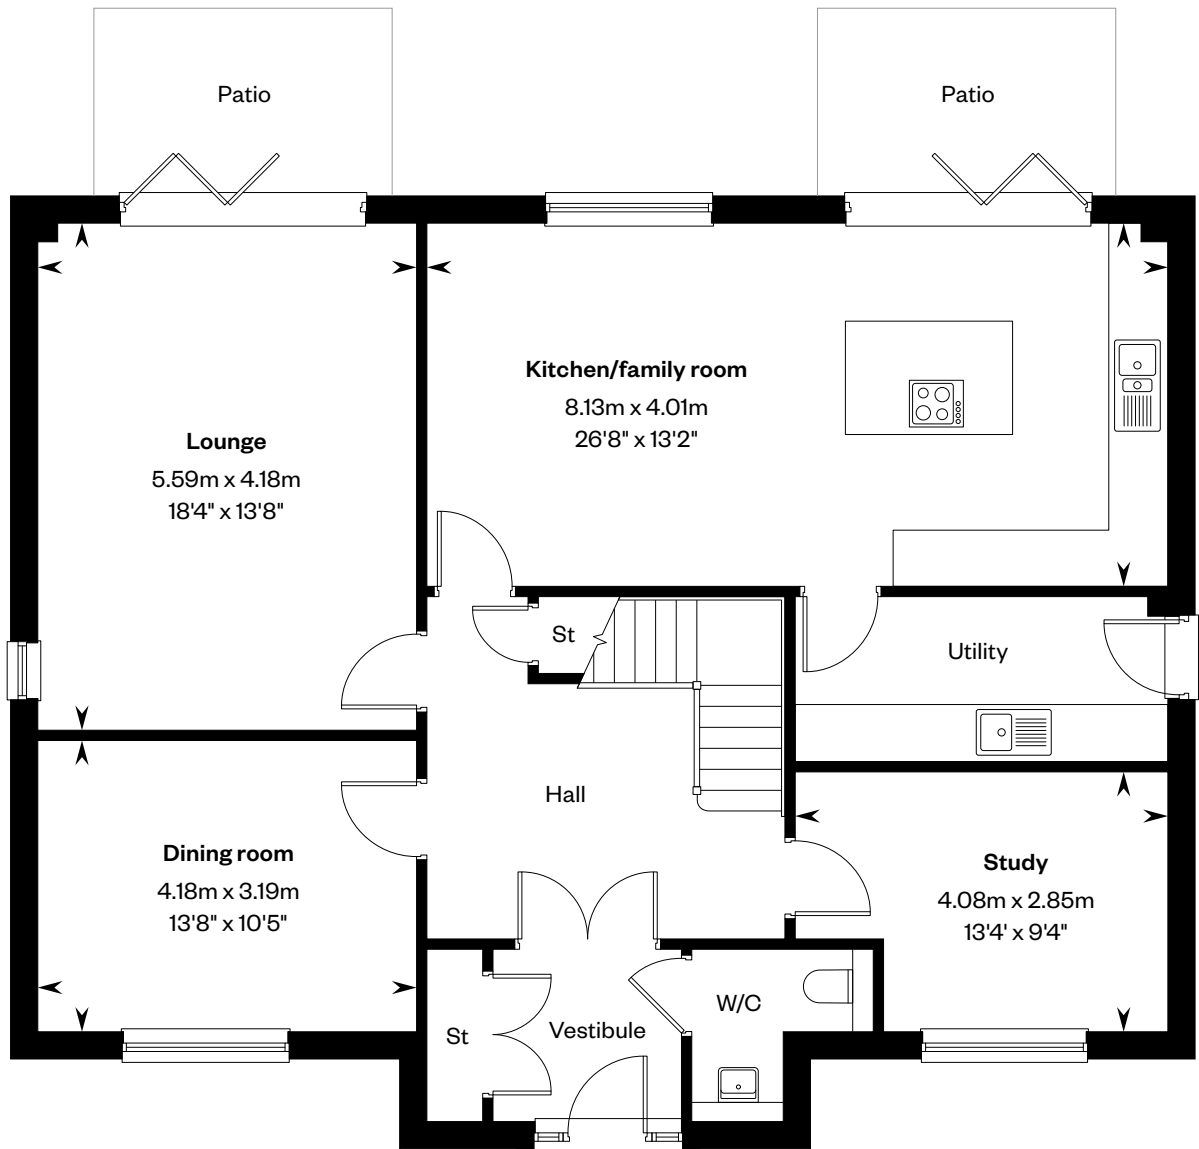 Patio
Patio
Kitchen/family room
8.13m x 4.01m
26'8" x 13'2"
Lounge
5.59m x 4.18m
18'4" x 13'8"
St
Utility
Hall
Dining room
4.18m x 3.19m
13'8" x 10'5"
Study
4.08m x 2.85m
13'4' x 9'4"
W/C
St
Vestibule